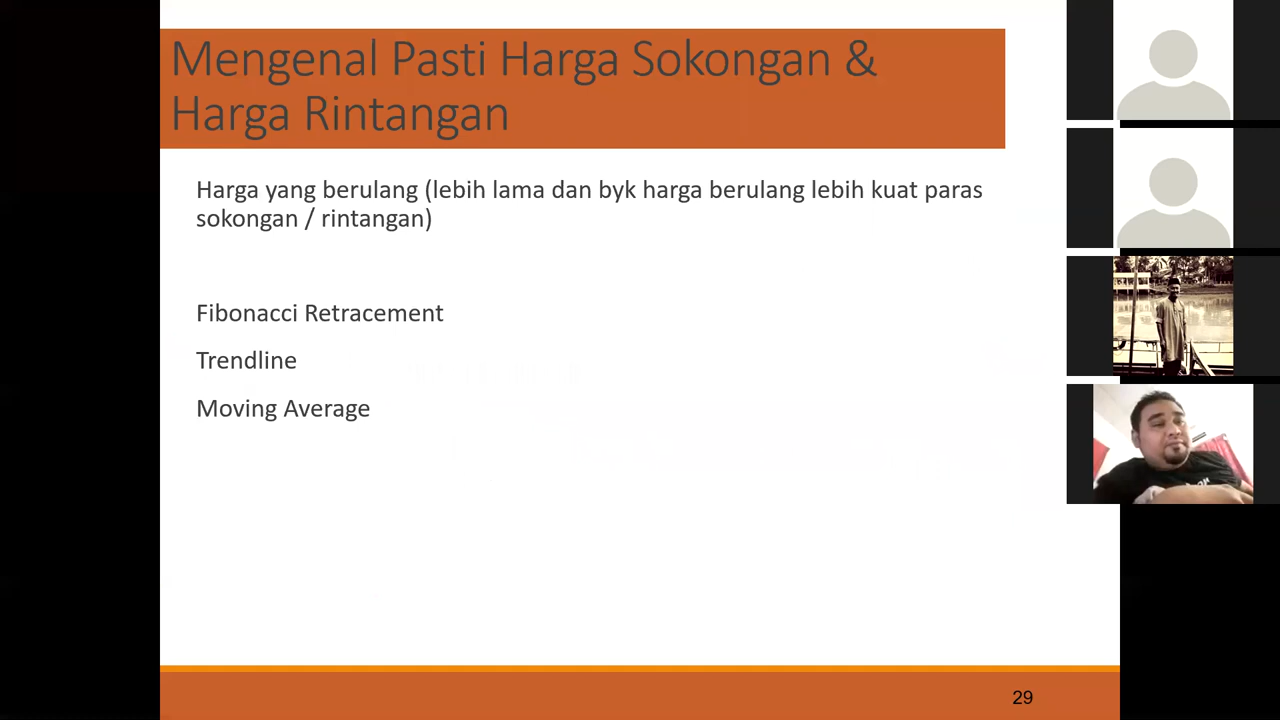 Mengenal Pasti Harga Sokongan &
Harga Rintangan
Harga yang berulang (lebih lama dan byk harga berulang lebih kuat paras
sokongan / rintangan)
Fibonacci Retracement
Trendline
Moving Average
29